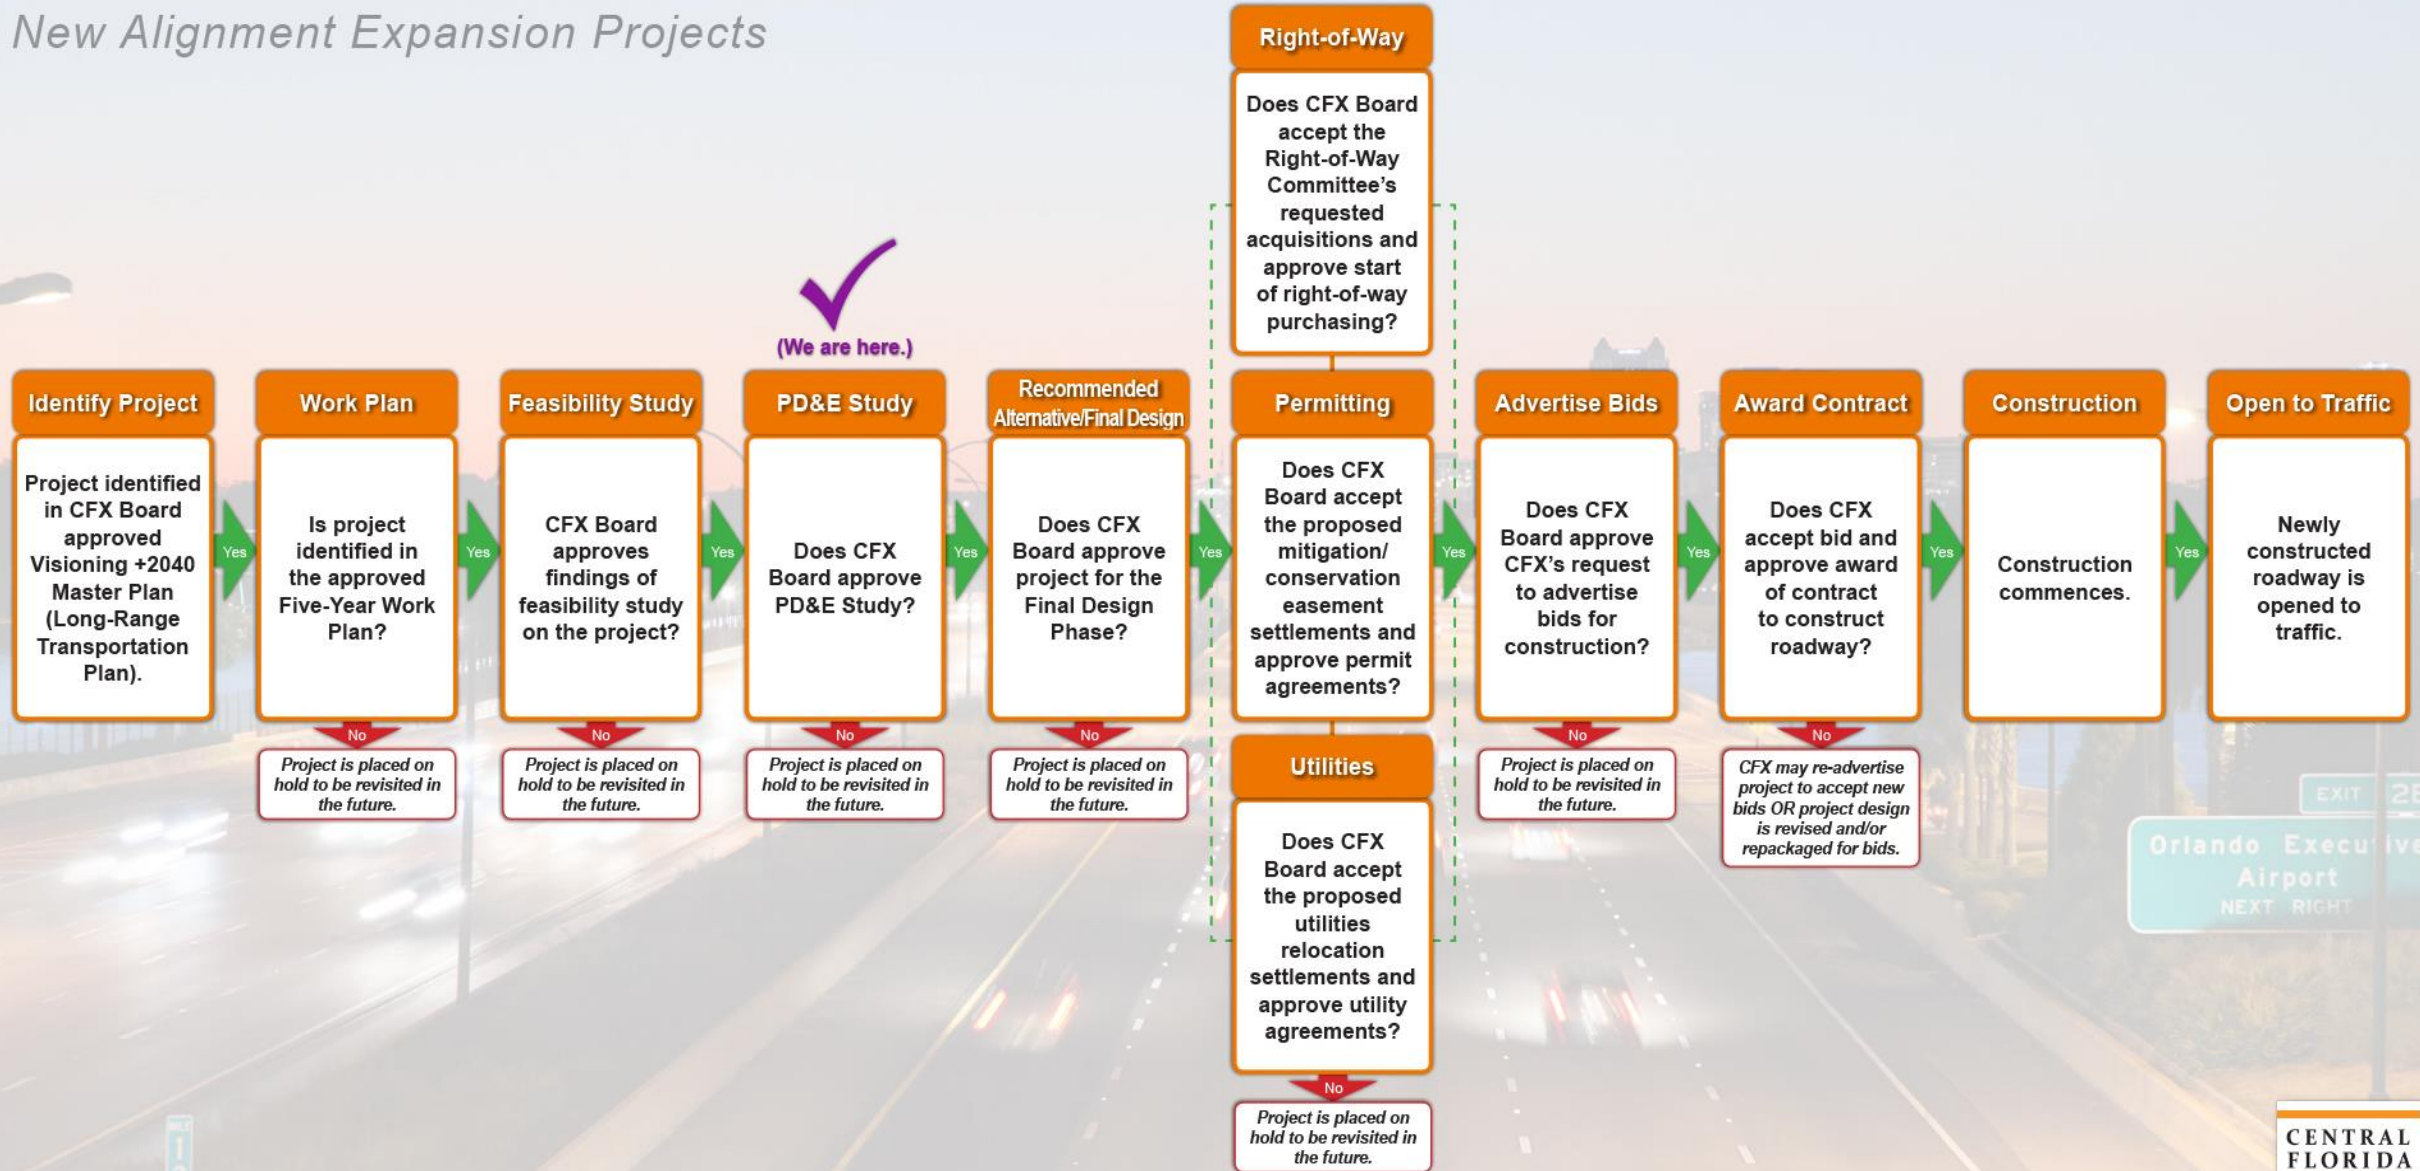 New Alignment Expansion Projects
Right-of-Way
Does CFX Board
accept the
Right-of-Way
Committee's
requested
acquisitions and
approve start
of right-of-way
purchasing?
(We are here.)
Identify Project
Project identified
in CFX Board
approved
Visioning +2040
Master Plan
(Long-Range
Transportation
Plan).
Yes
Work Plan
Is project
identified in
the approved
Five-Year Work
Plan?
No
Project is placed on
hold to be revisited in
the future.
Yes
Feasibility Study
CFX Board
approves
findings of
feasibility study
on the project?
No
Project is placed on
hold to be revisited in
the future.
Yes
PD&E Study
Does CFX
Board approve
PD&E Study?
No
Project is placed on
hold to be revisited in
the future.
Yes
Recommended
Alternative/Final Design
Does CFX
Board approve
project for the
Final Design
Phase?
No
Project is placed on
hold to be revisited in
the future.
Yes
Permitting
Does CFX
Board accept
the proposed
mitigation/
conservation
easement
settlements and
approve permit
agreements?
Utilities
Does CFX
Board accept
the proposed
utilities
relocation
settlements and
approve utility
agreements?
No
Project is placed on
hold to be revisited in
the future.
Yes
Advertise Bids
Does CFX
Board approve
CFX's request
to advertise
bids for
construction?
No
Project is placed on
hold to be revisited in
the future.
Yes
Award Contract
Does CFX
accept bid and
approve award
of contract
to construct
roadway?
No
CFX may re-advertise
project to accept new
bids OR project design
is revised and/or
repackaged for bids.
Yes
Construction
Construction
commences.
Yes
Open to Traffic
Newly
constructed
roadway is
opened to
traffic.
EXIT
Orlando Executive
Airport
NEXT RIGHT
MILE
CENTRAL
FLORIDA